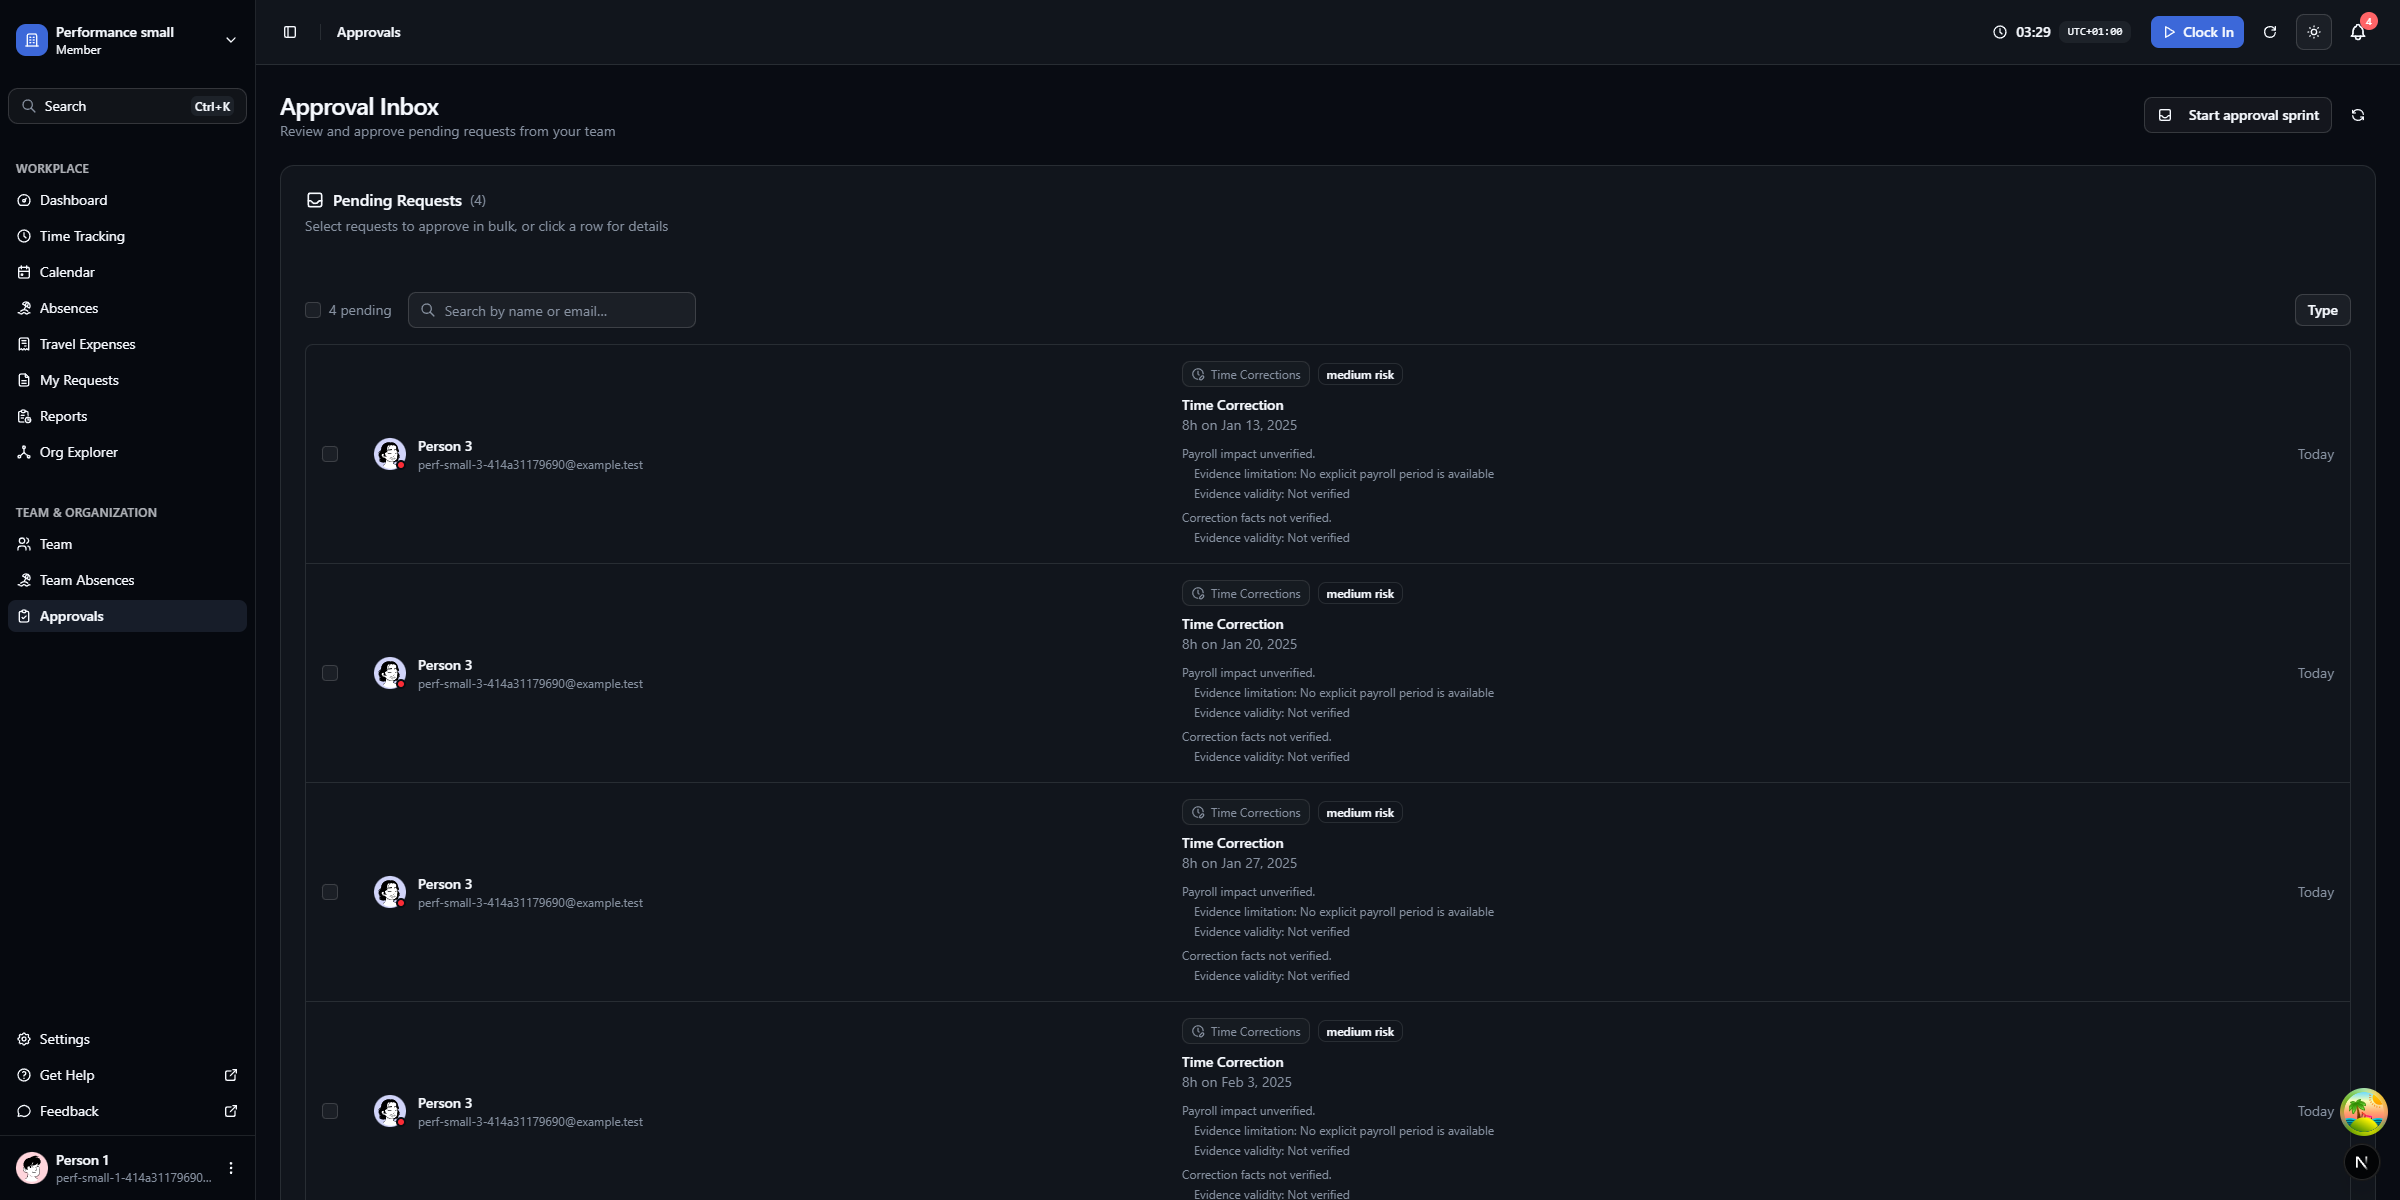 Performance small
Member
Search
Ctrl+K
WORKPLACE
Dashboard
Time Tracking
Calendar
Absences
Travel Expenses
My Requests
Reports
Org Explorer
TEAM & ORGANIZATION
Team
Team Absences
Approvals
Settings
Get Help
Feedback
Person 1
perf-small-1-414a31179690...
Approvals
03:29
UTC+01:00
Clock In
4
Approval Inbox
Review and approve pending requests from your team
Start approval sprint
Pending Requests (4)
Select requests to approve in bulk, or click a row for details
4 pending
Search by name or email...
Type
Person 3
perf-small-3-414a31179690@example.test
Time Corrections
medium risk
Time Correction
8h on Jan 13, 2025
Payroll impact unverified.
Evidence limitation: No explicit payroll period is available
Evidence validity: Not verified
Correction facts not verified.
Evidence validity: Not verified
Today
Person 3
perf-small-3-414a31179690@example.test
Time Corrections
medium risk
Time Correction
8h on Jan 20, 2025
Payroll impact unverified.
Evidence limitation: No explicit payroll period is available
Evidence validity: Not verified
Correction facts not verified.
Evidence validity: Not verified
Today
Person 3
perf-small-3-414a31179690@example.test
Time Corrections
medium risk
Time Correction
8h on Jan 27, 2025
Payroll impact unverified.
Evidence limitation: No explicit payroll period is available
Evidence validity: Not verified
Correction facts not verified.
Evidence validity: Not verified
Today
Person 3
perf-small-3-414a31179690@example.test
Time Corrections
medium risk
Time Correction
8h on Feb 3, 2025
Payroll impact unverified.
Evidence limitation: No explicit payroll period is available
Evidence validity: Not verified
Correction facts not verified.
Evidence validity: Not verified
Today
N